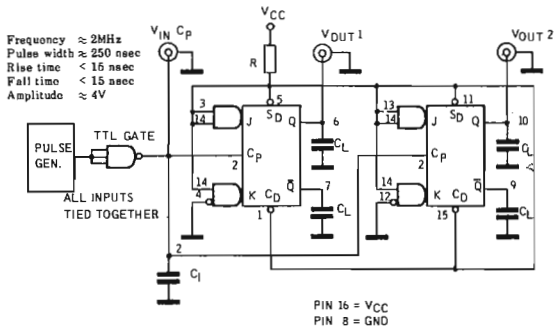 Frequency ≈ 2MHz
Pulse width ≈ 250 nsec
Rise time < 15 nsec
Fall time < 15 nsec
Amplitude ≈ 4V
VIN CP
VCC
VOUT 1
VOUT 2
R
PULSE
GEN.
TTL GATE
ALL INPUTS
TIED TOGETHER
3
14
J
5
SD
Q
6
CL
CP
2
14
4
K
CD
Q̅
7
CL
1
13
14
J
11
SD
Q
10
CL
CP
2
14
12
K
CD
Q̅
9
CL
15
2
CI
PIN 16 = VCC
PIN 8 = GND